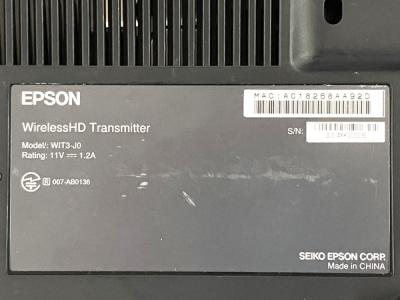 EPSON
MAC:A018268AA92D
WirelessHD Transmitter
S/N:
Model/: WIT3-J0
Rating: 11V 1.2A
R 007-AB0136
SEIKO EPSON CORP.
Made in CHINA